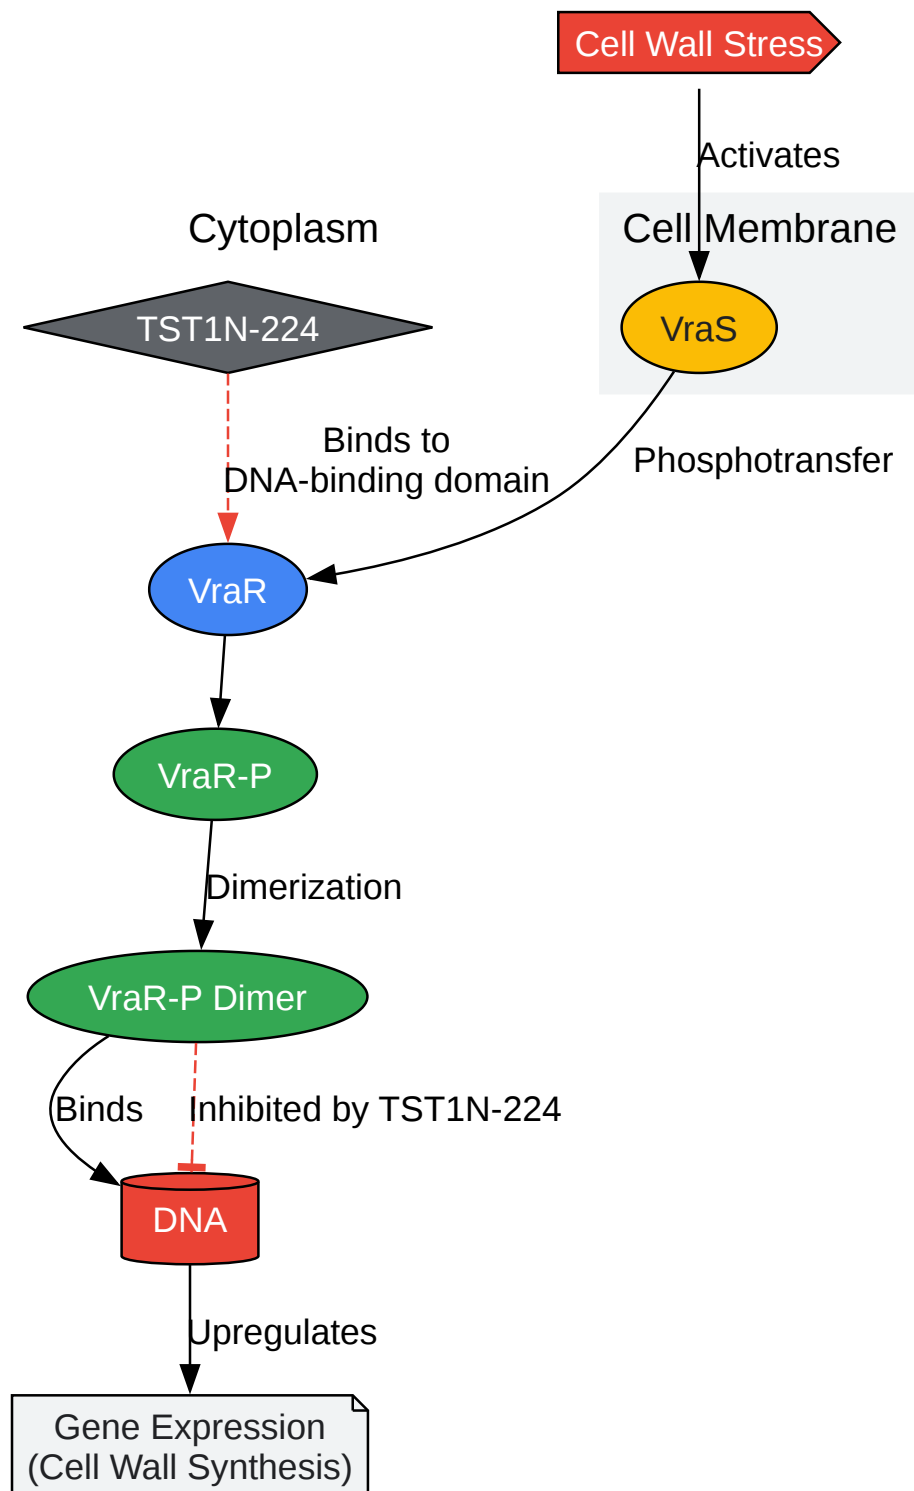 Cell Wall Stress
Activates
Cytoplasm
Cell Membrane
TST1N-224
VraS
Binds to
DNA-binding domain
Phosphotransfer
VraR
VraR-P
Dimerization
VraR-P Dimer
Binds
Inhibited by TST1N-224
DNA
Upregulates
Gene Expression
(Cell Wall Synthesis)